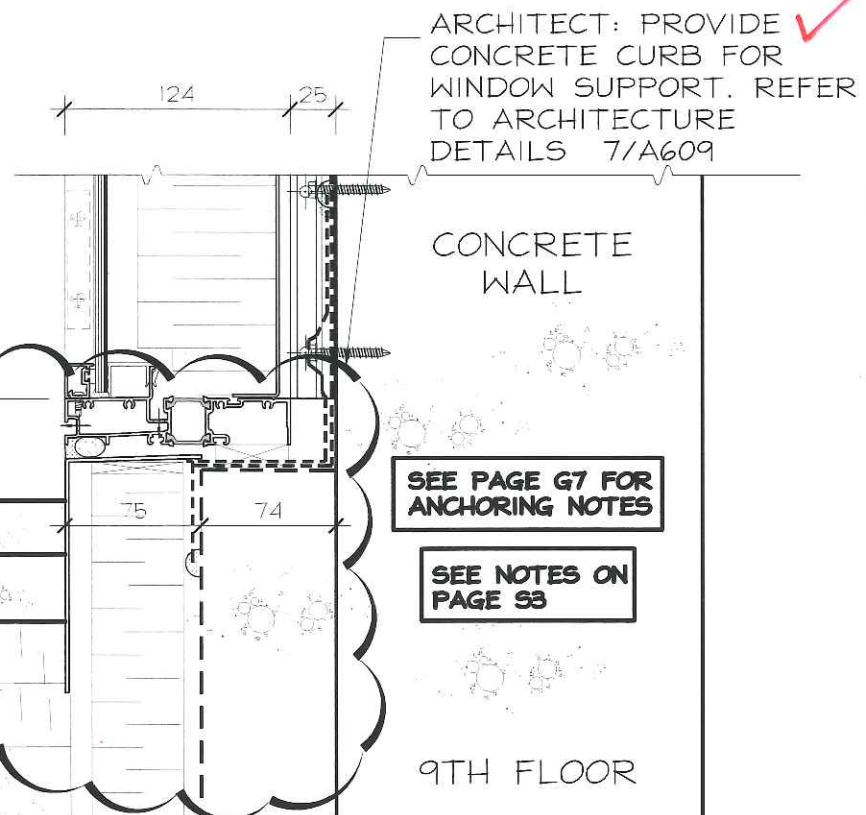 ARCHITECT: PROVIDE
CONCRETE CURB FOR
WINDOW SUPPORT. REFER
TO ARCHITECTURE
DETAILS 7/A609
124
25
CONCRETE
WALL
SEE PAGE G7 FOR
ANCHORING NOTES
75
74
SEE NOTES ON
PAGE S3
9TH FLOOR